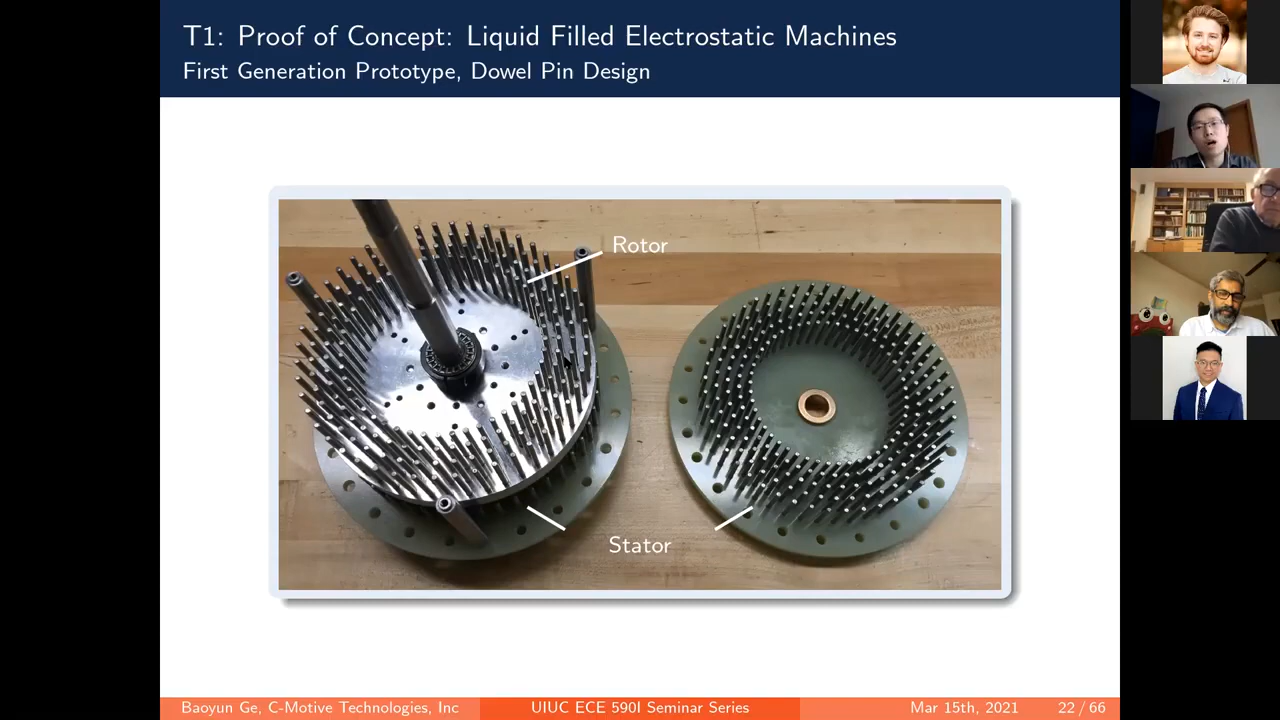 T1: Proof of Concept: Liquid Filled Electrostatic Machines
First Generation Prototype, Dowel Pin Design
Rotor
Stator
Baoyun Ge, C-Motive Technologies, Inc
UIUC ECE 590I Seminar Series
Mar 15th, 2021
22 / 66